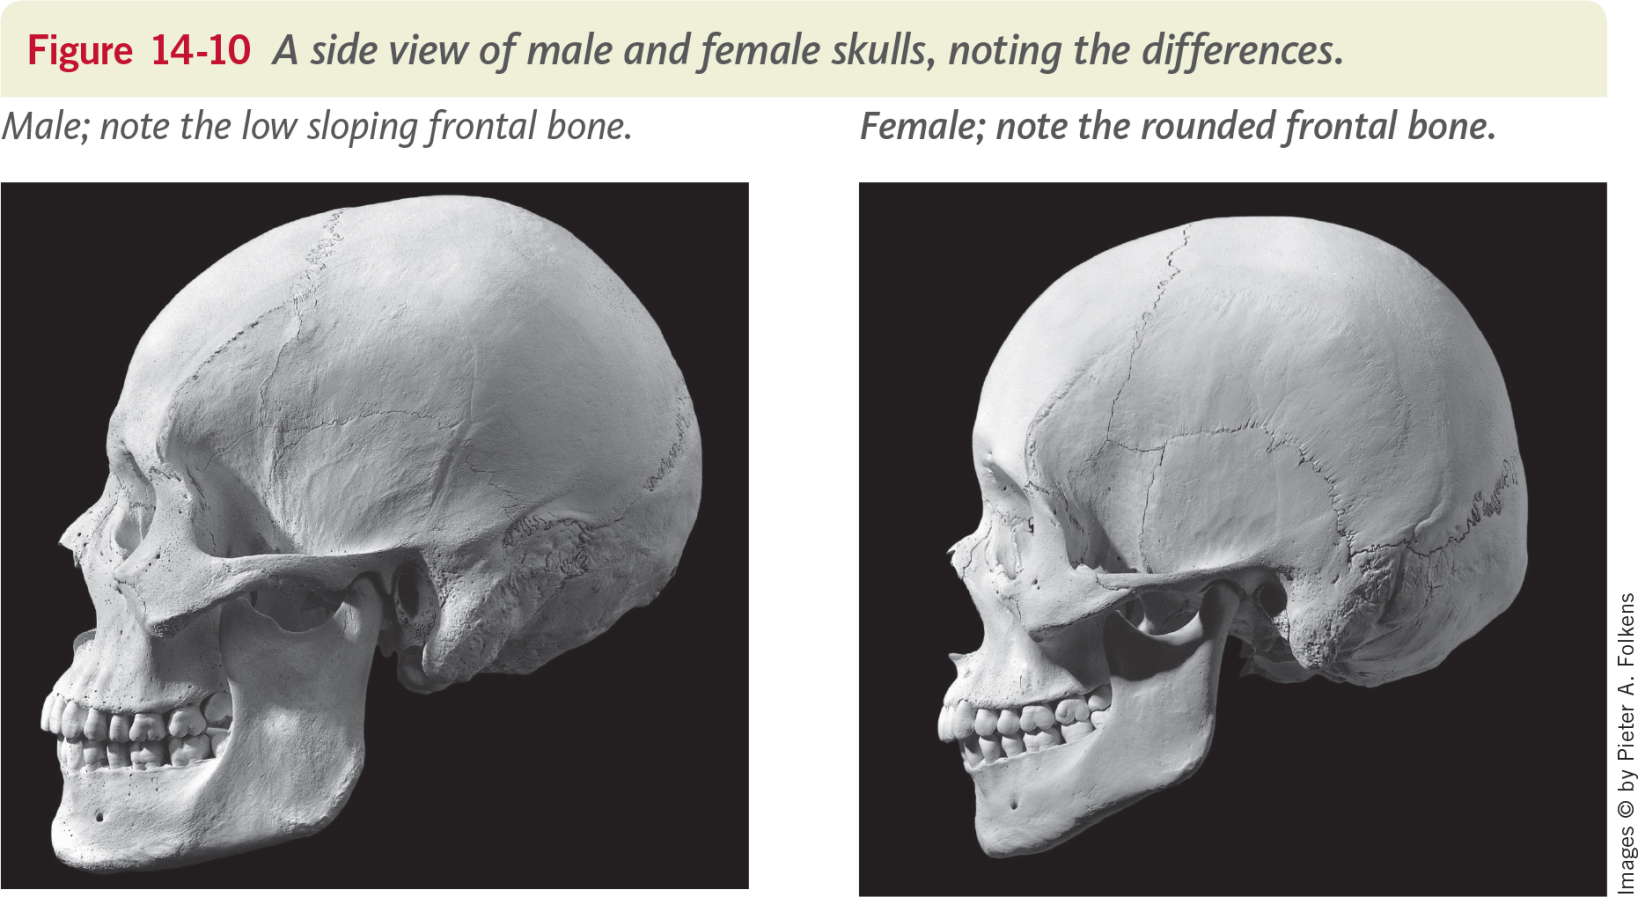 Figure 14-10 A side view of male and female skulls, noting the differences.
Male; note the low sloping frontal bone.
Female; note the rounded frontal bone.
Images © by Pieter A. Folkens